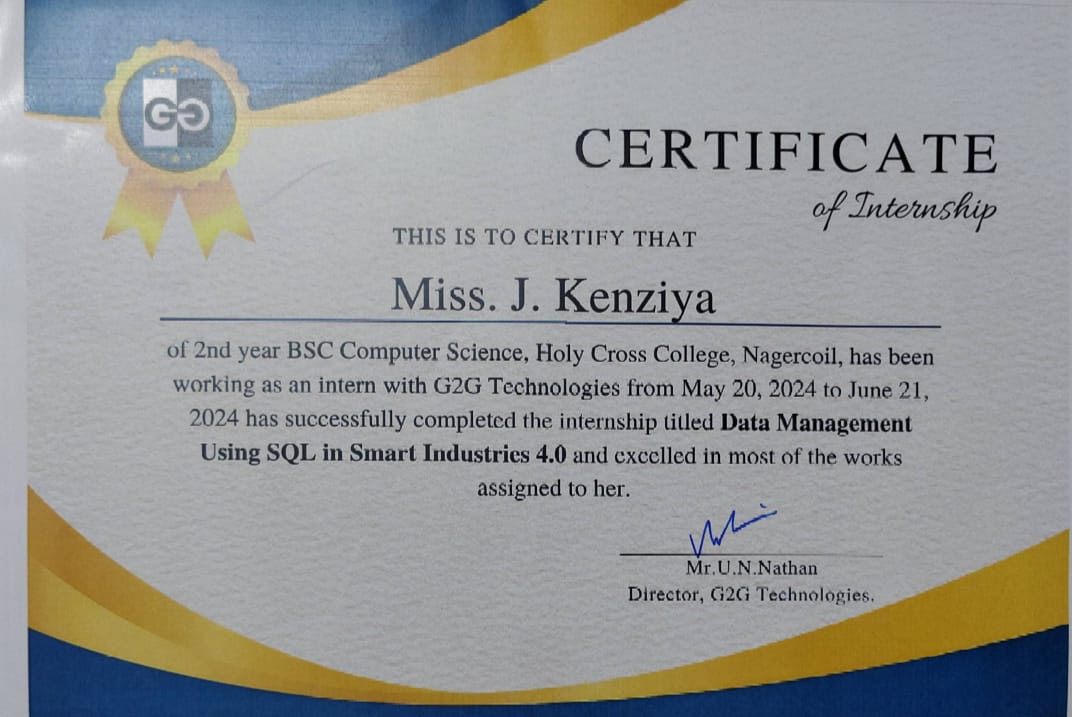 GG
CERTIFICATE
of Internship
THIS IS TO CERTIFY THAT
Miss. J. Kenziya
of 2nd year BSC Computer Science, Holy Cross College, Nagercoil, has been
working as an intern with G2G Technologies from May 20, 2024 to June 21,
2024 has successfully completed the internship titled Data Management
Using SQL in Smart Industries 4.0 and excelled in most of the works
assigned to her.
Mr.U.N.Nathan
Director, G2G Technologies.